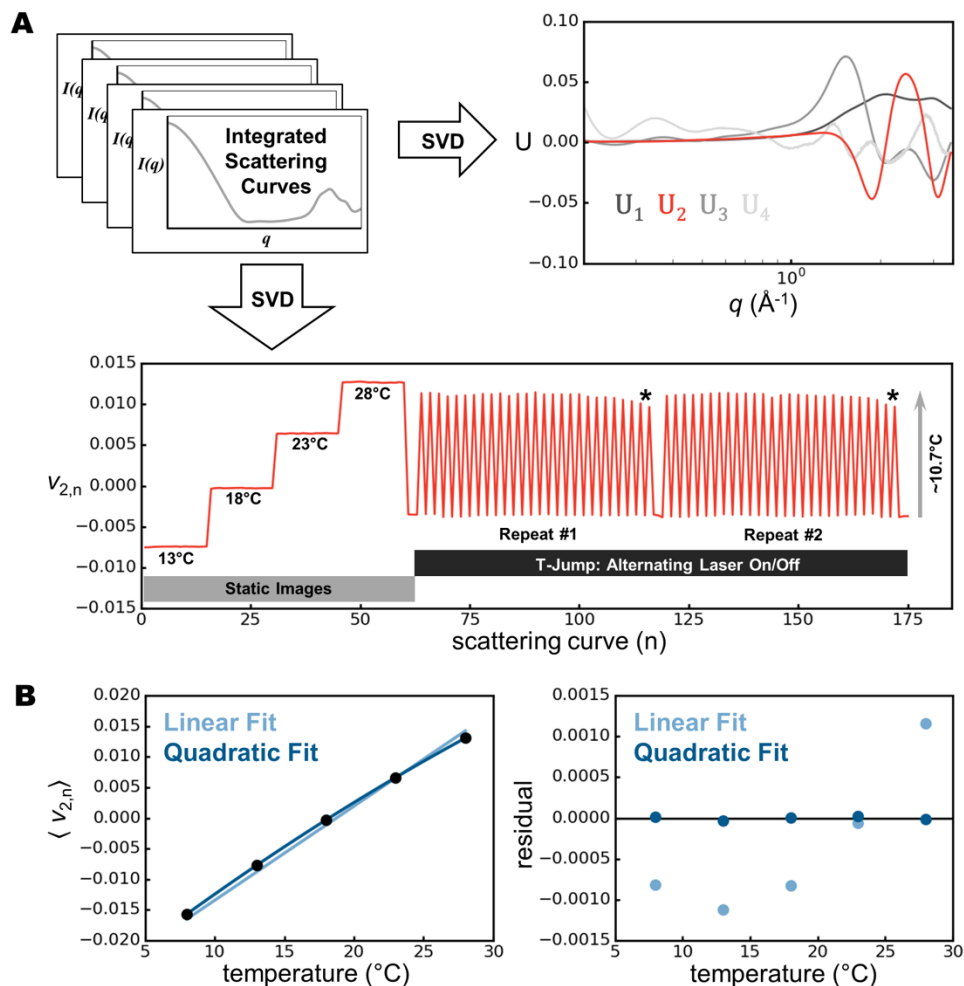 A
I(q
I(q
I(q
I(q)
Integrated
Scattering
Curves
q
SVD
SVD
0.10
0.05
0.00
−0.05
−0.10
U
U1 U2 U3 U4
10⁰
q (Å-1)
0.015
0.010
0.005
0.000
−0.005
−0.010
−0.015
v2,n
13°C
18°C
23°C
28°C
*
*
~10.7°C
Repeat #1
Repeat #2
T-Jump: Alternating Laser On/Off
Static Images
0 25 50 75 100 125 150 175
scattering curve (n)
B
0.020
0.015
0.010
0.005
0.000
−0.005
−0.010
−0.015
−0.020
⟨ v2,n ⟩
Linear Fit
Quadratic Fit
5 10 15 20 25 30
temperature (°C)
0.0015
0.0010
0.0005
0.0000
−0.0005
−0.0010
−0.0015
residual
Linear Fit
Quadratic Fit
5 10 15 20 25 30
temperature (°C)